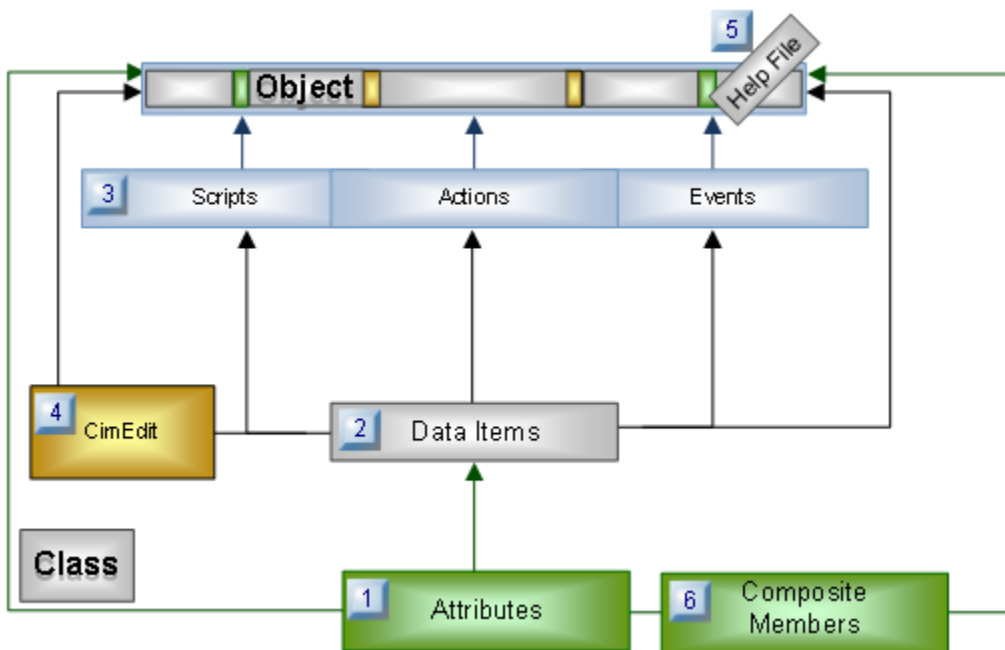 5
Help File
Object
3
Scripts
Actions
Events
4
CimEdit
2
Data Items
Class
1
Attributes
6
Composite
Members